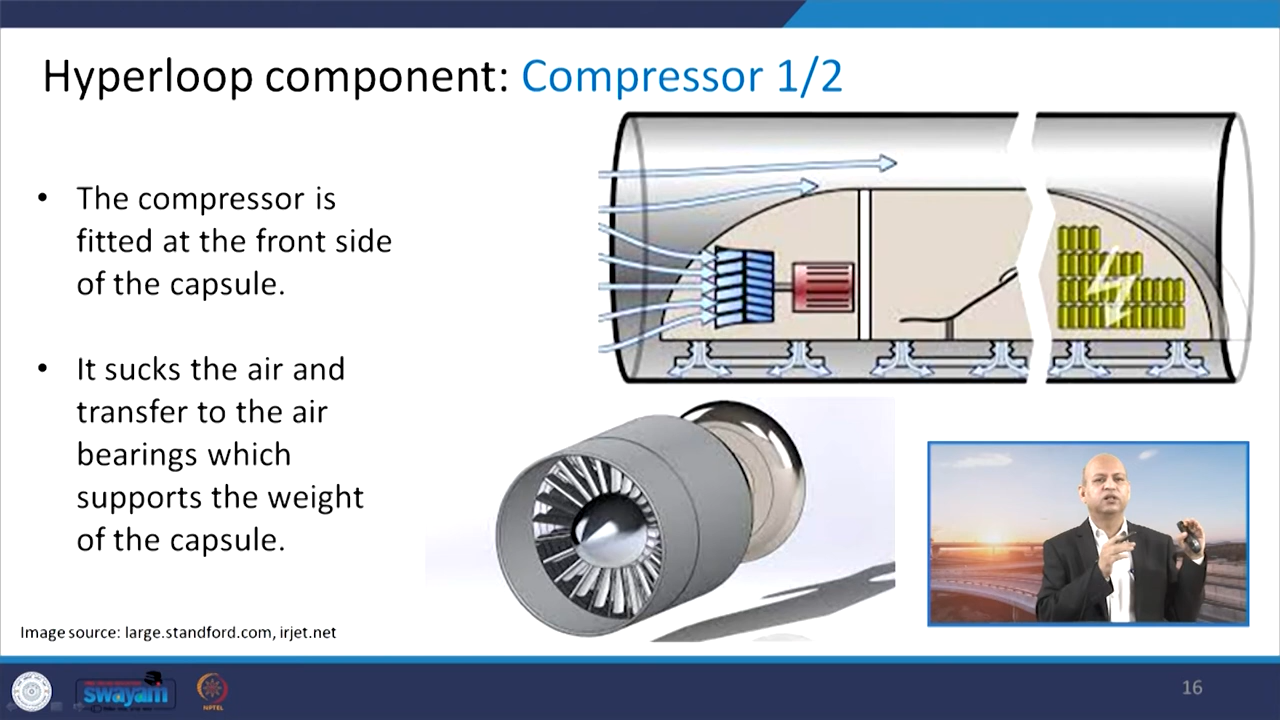 Hyperloop component: Compressor 1/2
• The compressor is
fitted at the front side
of the capsule.
• It sucks the air and
transfer to the air
bearings which
supports the weight
of the capsule.
Image source: large.standford.com, irjet.net
swayam
NPTEL
16